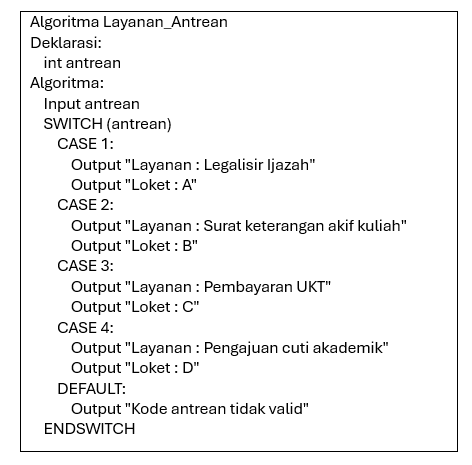 Algoritma Layanan_Antrean
Deklarasi:
int antrean
Algoritma:
Input antrean
SWITCH (antrean)
CASE 1:
Output "Layanan : Legalisir Ijazah"
Output "Loket : A"
CASE 2:
Output "Layanan : Surat keterangan akif kuliah"
Output "Loket : B"
CASE 3:
Output "Layanan : Pembayaran UKT"
Output "Loket : C"
CASE 4:
Output "Layanan : Pengajuan cuti akademik"
Output "Loket : D"
DEFAULT:
Output "Kode antrean tidak valid"
ENDSWITCH